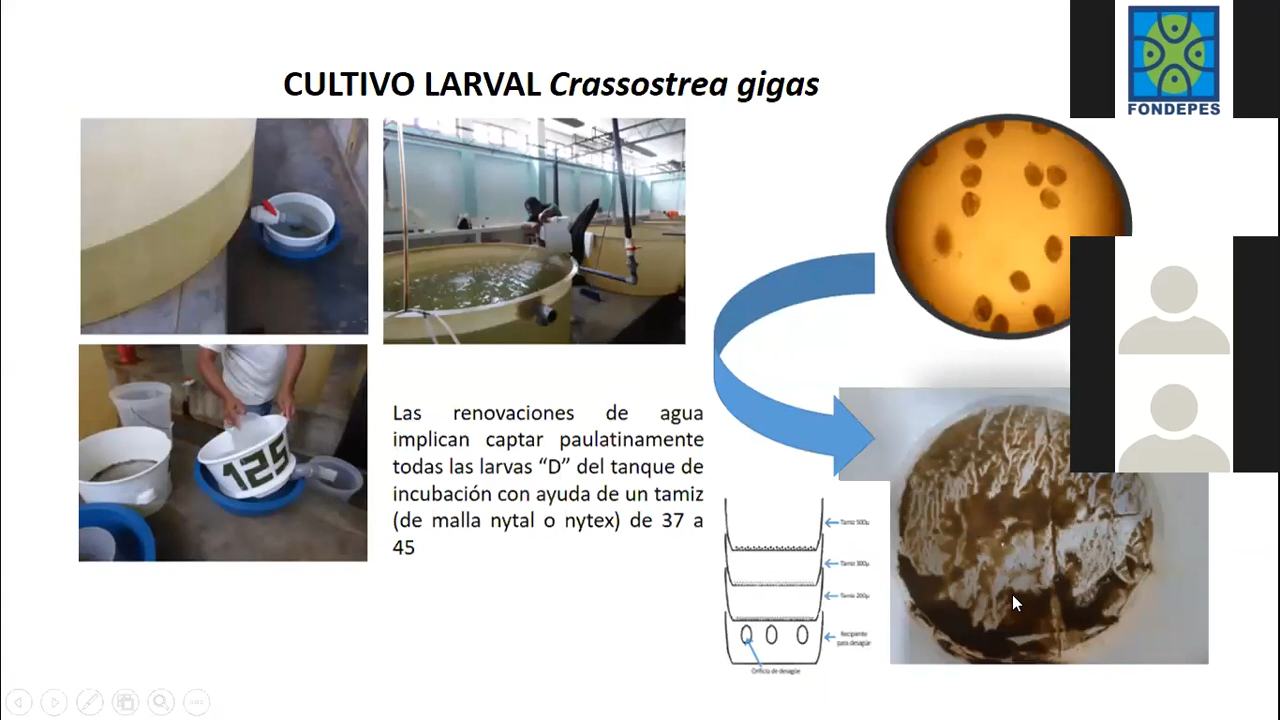 CULTIVO LARVAL Crassostrea gigas
FONDEPES
125
Las renovaciones de agua
implican captar paulatinamente
todas las larvas “D” del tanque de
incubación con ayuda de un tamiz
(de malla nytal o nytex) de 37 a
45
Tamiz 500µ
Tamiz 300µ
Tamiz 200µ
Recipiente
para desagüe
Orificio de desagüe